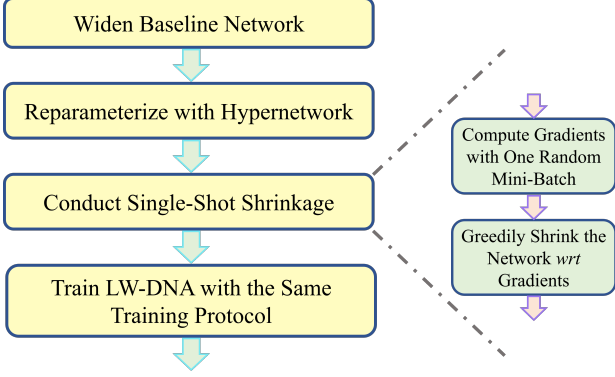 Widen Baseline Network
Reparameterize with Hypernetwork
Conduct Single-Shot Shrinkage
Train LW-DNA with the Same
Training Protocol
Compute Gradients
with One Random
Mini-Batch
Greedily Shrink the
Network wrt
Gradients